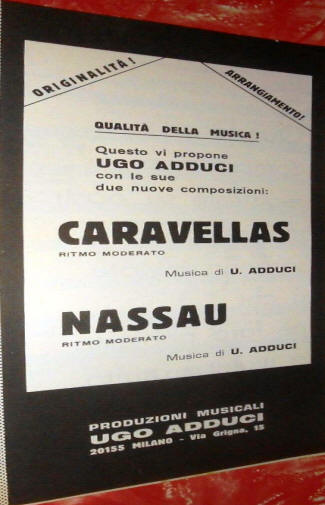 ORIGINALITÀ!
ARRANGIAMENTO!
QUALITÀ DELLA MUSICA !
Questo vi propone
UGO ADDUCI
con le sue
due nuove composizioni:
CARAVELLAS
RITMO MODERATO
Musica di U. ADDUCI
NASSAU
RITMO MODERATO
Musica di U. ADDUCI
PRODUZIONI MUSICALI
UGO ADDUCI
20155 MILANO - Via Grigna, 15